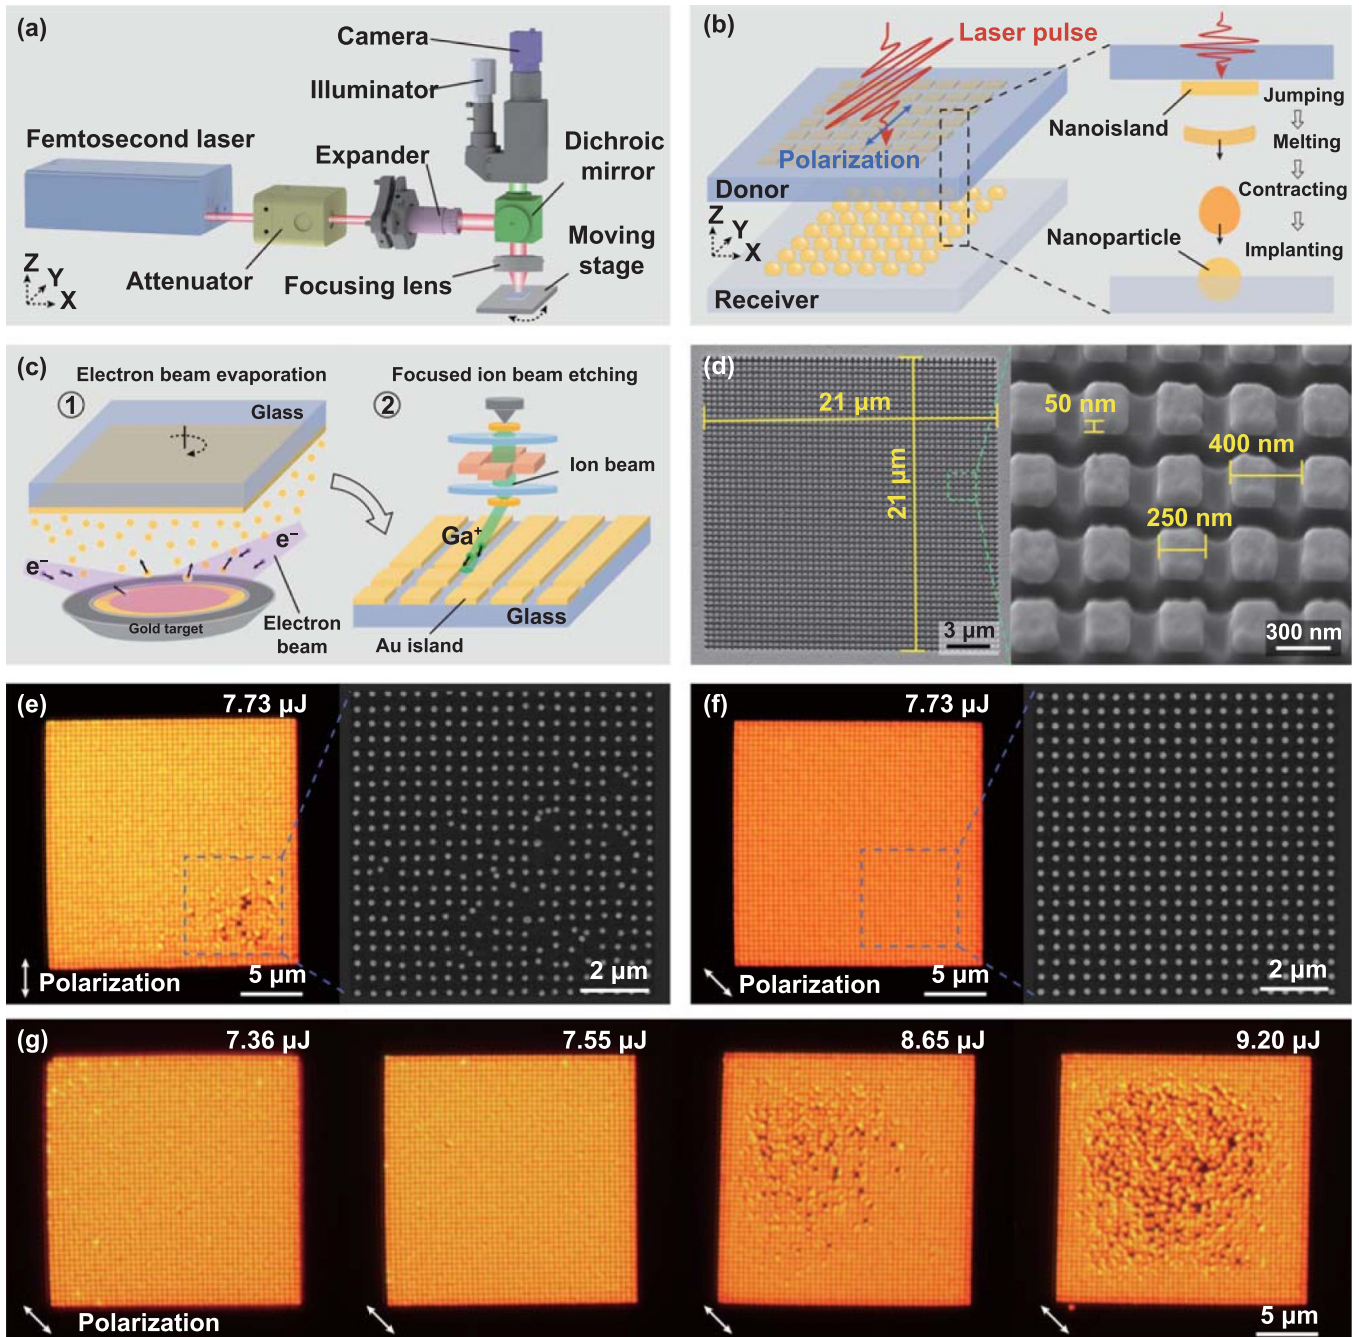 (a)
Camera
Illuminator
Femtosecond laser
Expander
Dichroic
mirror
Moving
stage
Attenuator
Focusing lens
Z
Y
X
(b)
Laser pulse
Polarization
Donor
Z
Y
X
Receiver
Nanoisland
Nanoparticle
Jumping
Melting
Contracting
Implanting
(c)
Electron beam evaporation
①
Glass
e⁻
e⁻
Gold target
Electron
beam
Focused ion beam etching
②
Ion beam
Ga⁺
Glass
Au island
(d)
21 µm
21 µm
3 µm
50 nm
400 nm
250 nm
300 nm
(e)
7.73 µJ
Polarization
5 µm
2 µm
(f)
7.73 µJ
Polarization
5 µm
2 µm
(g)
7.36 µJ
7.55 µJ
8.65 µJ
9.20 µJ
Polarization
5 µm